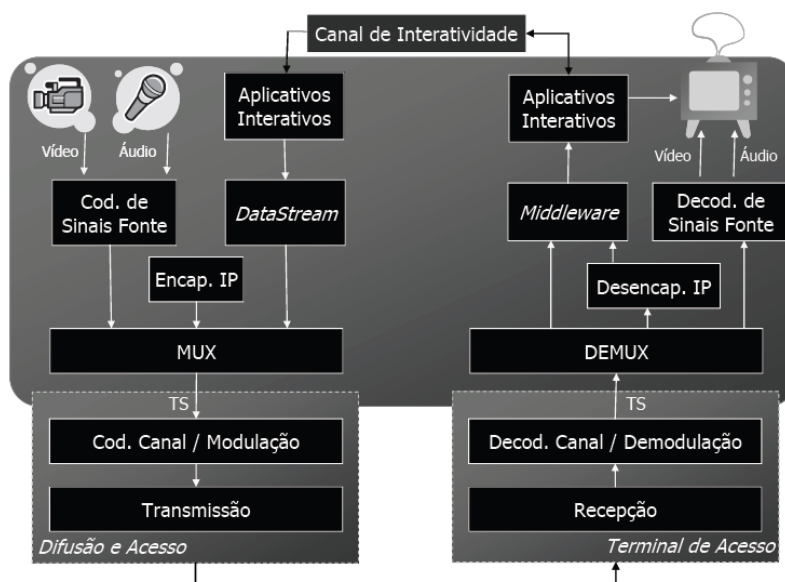 Canal de Interatividade
Vídeo
Áudio
Aplicativos
Interativos
Cod. de
Sinais Fonte
DataStream
Encap. IP
MUX
TS
Cod. Canal / Modulação
Transmissão
Difusão e Acesso
Aplicativos
Interativos
Vídeo
Áudio
Middleware
Decod. de
Sinais Fonte
Desencap. IP
DEMUX
TS
Decod. Canal / Demodulação
Recepção
Terminal de Acesso